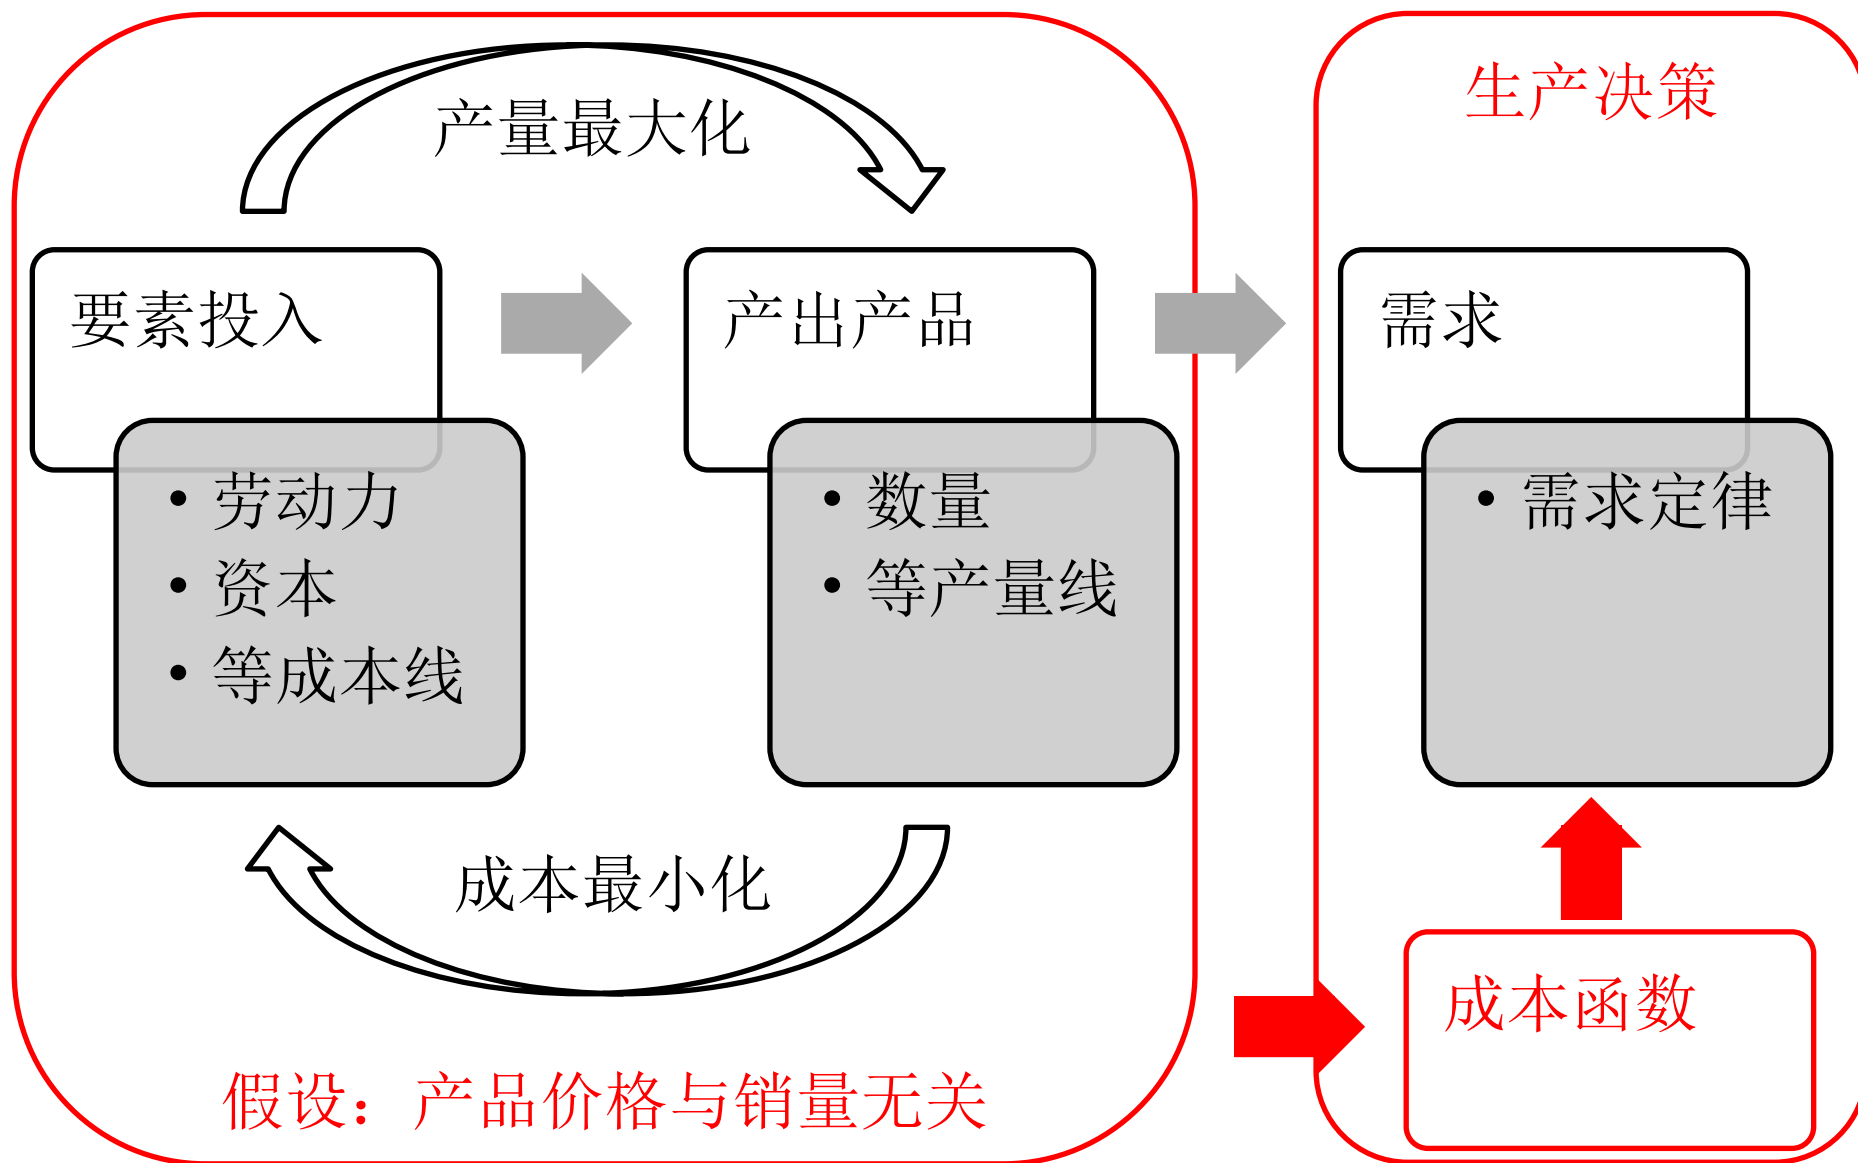 产量最大化
生产决策
要素投入
产出产品
需求
• 劳动力
• 资本
• 等成本线
• 数量
• 等产量线
• 需求定律
成本最小化
成本函数
假设：产品价格与销量无关